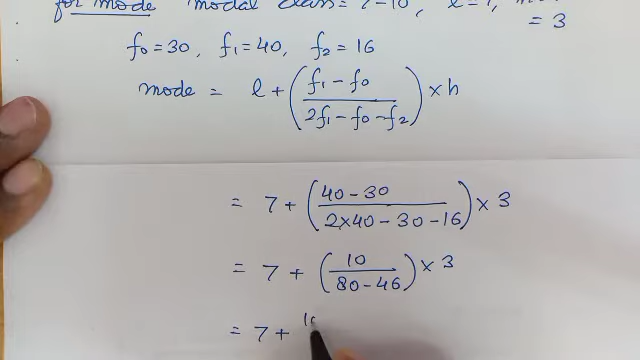 for mode modal class = 7-10, l = 7,
= 3
f₀ = 30, f₁ = 40, f₂ = 16
mode = l + ( f₁ - f₀ / 2f₁ - f₀ - f₂ ) × h
= 7 + ( 40 - 30 / 2×40 - 30 - 16 ) × 3
= 7 + ( 10 / 80 - 46 ) × 3
= 7 + 1